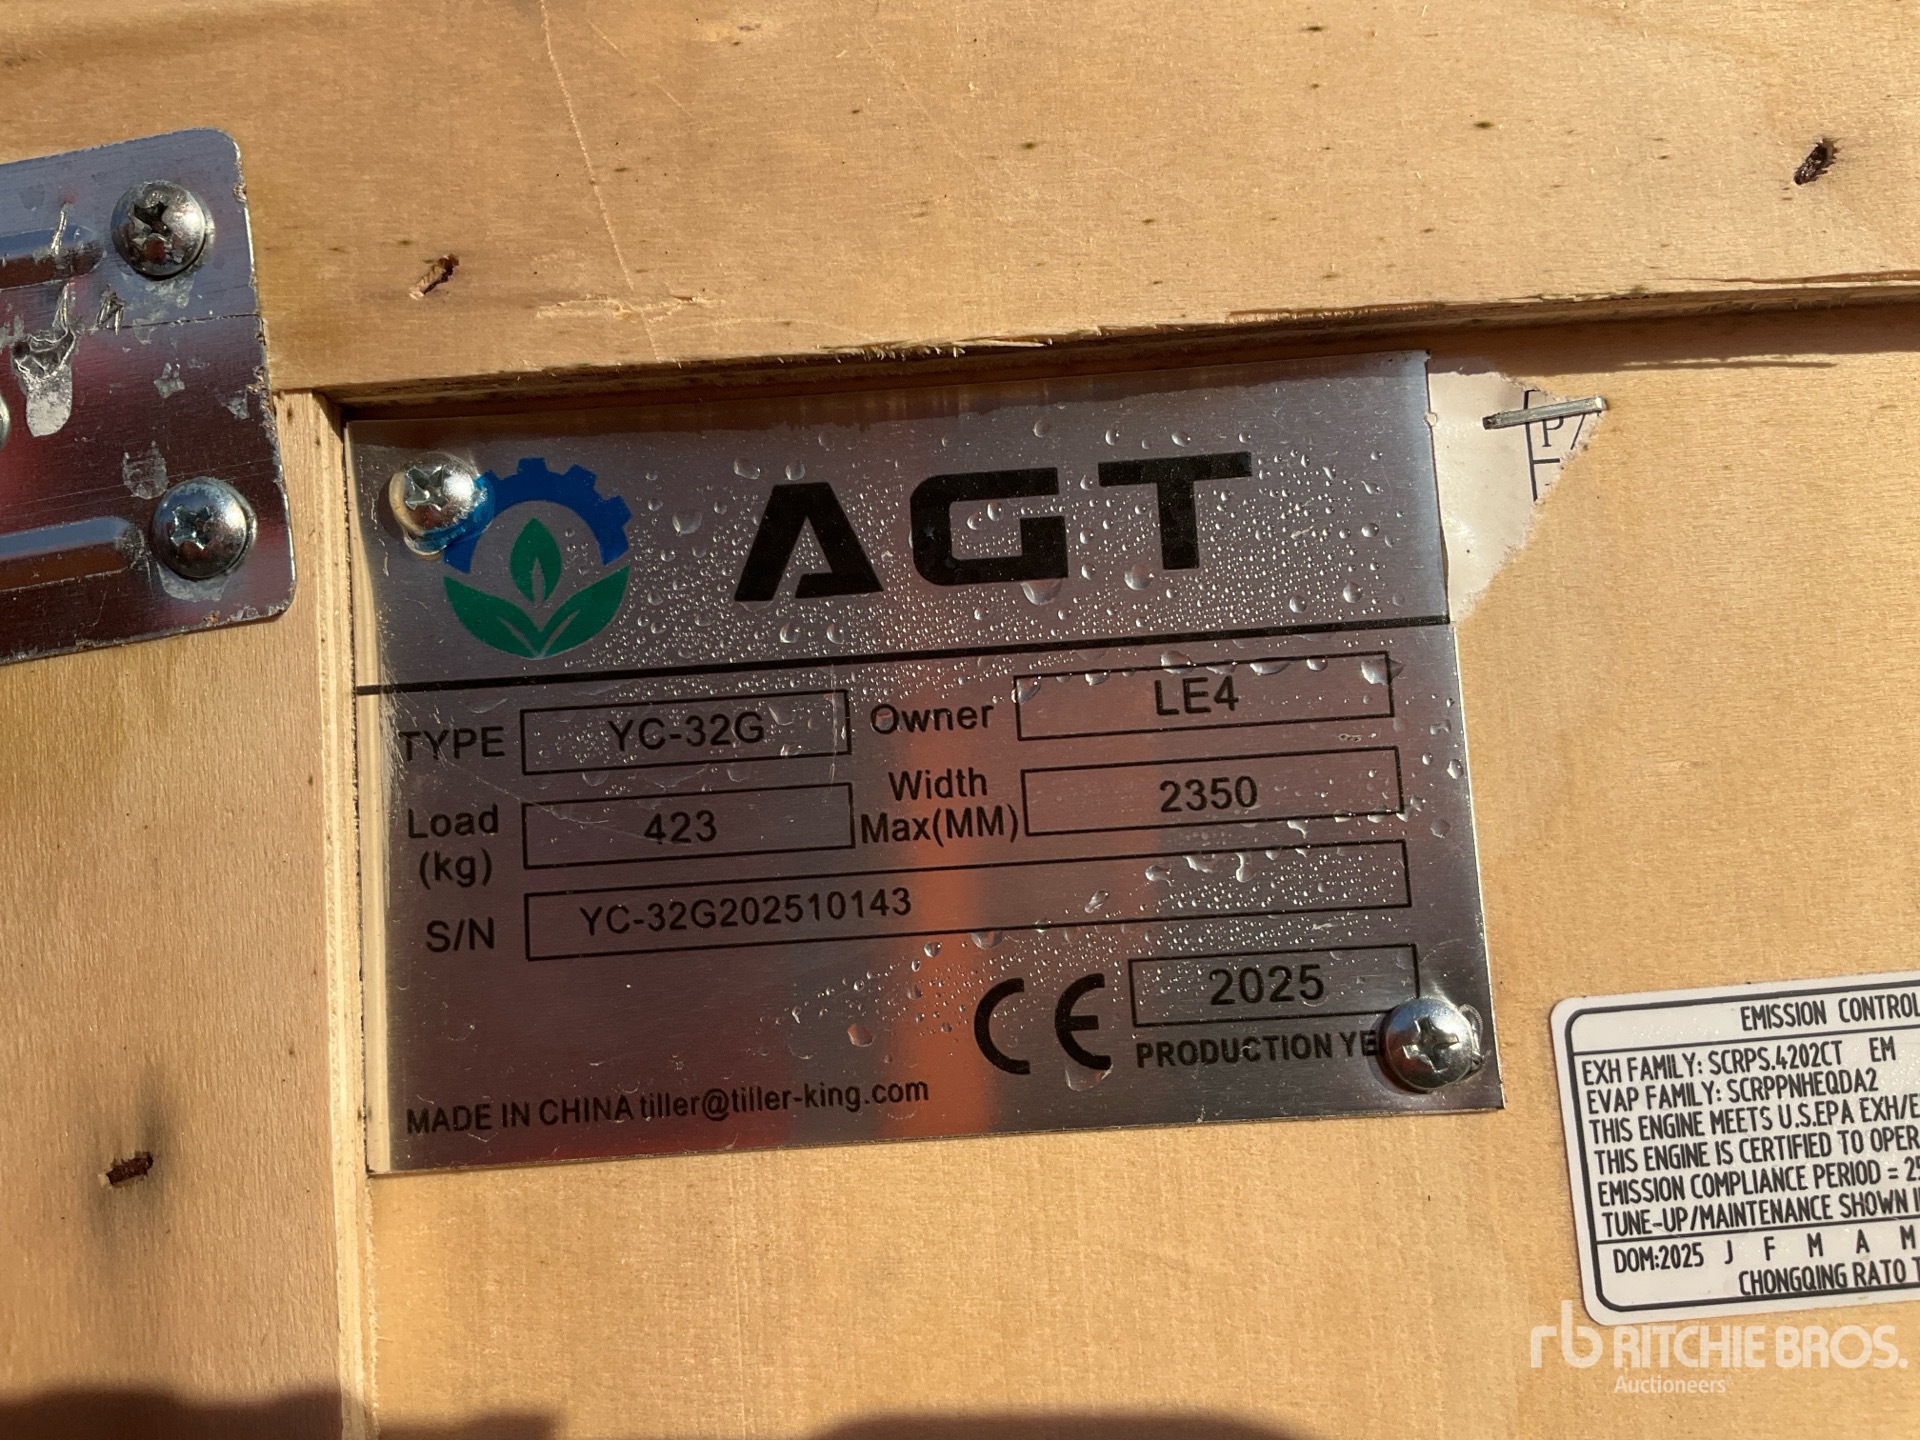 P7
AGT
TYPE YC-32G Owner LE4
Load (kg) 423 Width Max(MM) 2350
S/N YC-32G202510143
CE 2025
PRODUCTION YE
MADE IN CHINA tiller@tiller-king.com
EMISSION CONTROL
EXH FAMILY: SCRPS.4202CT EM
EVAP FAMILY: SCRPPNHEQDA2
THIS ENGINE MEETS U.S.EPA EXH/E
THIS ENGINE IS CERTIFIED TO OPER
EMISSION COMPLIANCE PERIOD = 25
TUNE-UP/MAINTENANCE SHOWN I
DOM:2025 J F M A M
CHONGQING RATO T
rb RITCHIE BROS.
Auctioneers